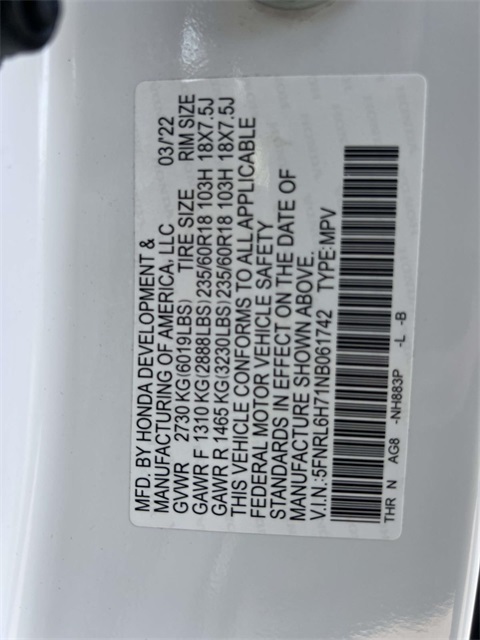 MFD. BY HONDA DEVELOPMENT &
MANUFACTURING OF AMERICA, LLC 03/'22
GVWR 2730 KG(6019LBS) TIRE SIZE RIM SIZE
GAWR F 1310 KG(2888LBS)235/60R18 103H 18X7.5J
GAWR R 1465 KG(3230LBS)235/60R18 103H 18X7.5J
THIS VEHICLE CONFORMS TO ALL APPLICABLE
FEDERAL MOTOR VEHICLE SAFETY
STANDARDS IN EFFECT ON THE DATE OF
MANUFACTURE SHOWN ABOVE.
V.I.N.:5FNRL6H71NB061742 TYPE:MPV
THR N AG8 -NH883P -L -B